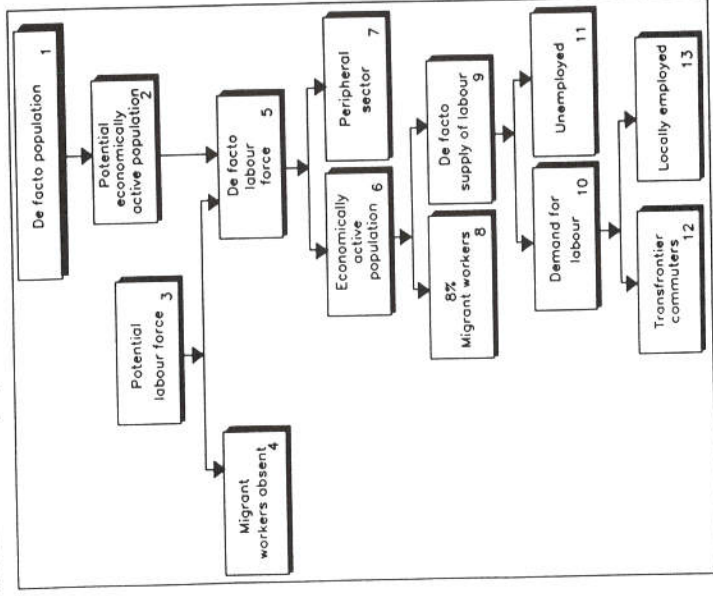 De facto population
1
Potential
economically
active population
2
Potential
labour force
3
Migrant
workers absent
4
De facto
labour
force
5
Economically
active
population
6
Peripheral
sector
7
8%
Migrant workers
8
De facto
supply of labour
9
Demand for
labour
10
Unemployed
11
Transfrontier
commuters
12
Locally employed
13